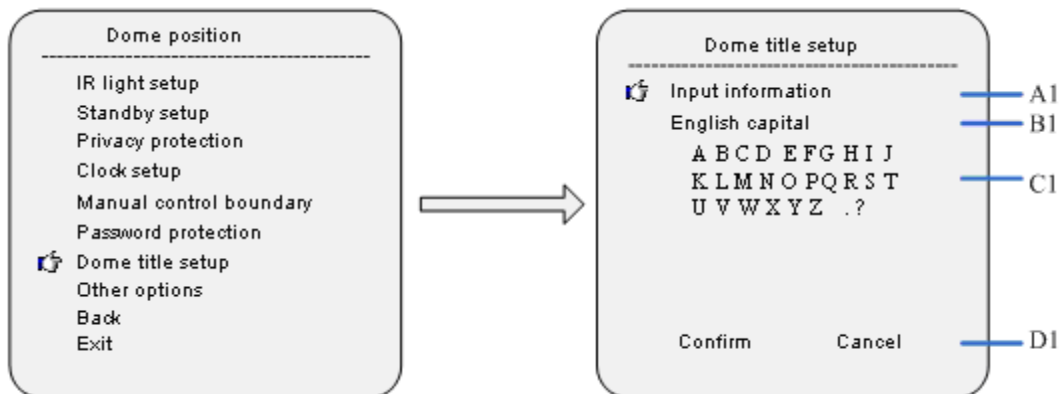 Dome position
IR light setup
Standby setup
Privacy protection
Clock setup
Manual control boundary
Password protection
Dome title setup
Other options
Back
Exit
Dome title setup
Input information
English capital
A B C D E F G H I J
K L M N O P Q R S T
U V W X Y Z . ?
Confirm Cancel
A1
B1
C1
D1